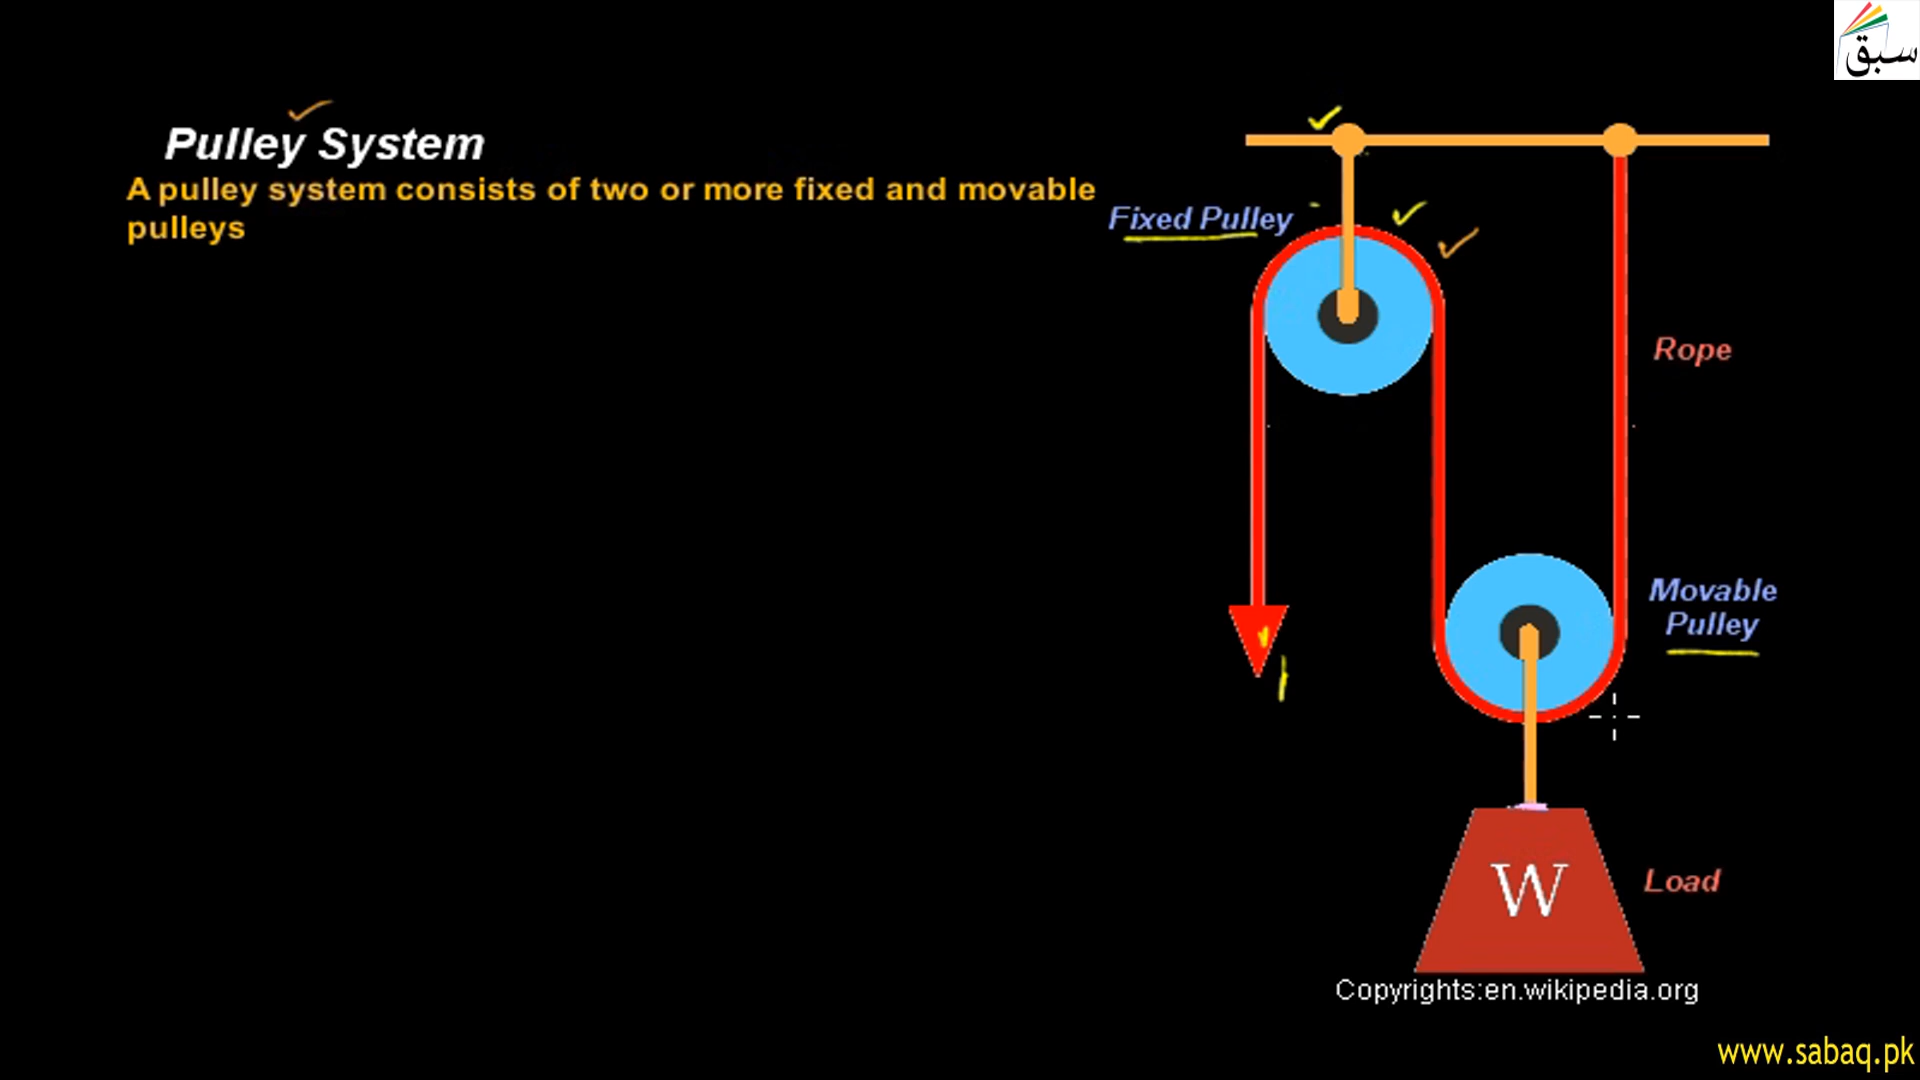 سبق
Pulley System
A pulley system consists of two or more fixed and movable
pulleys
Fixed Pulley
Rope
Movable
Pulley
W
Load
Copyrights:en.wikipedia.org
www.sabaq.pk